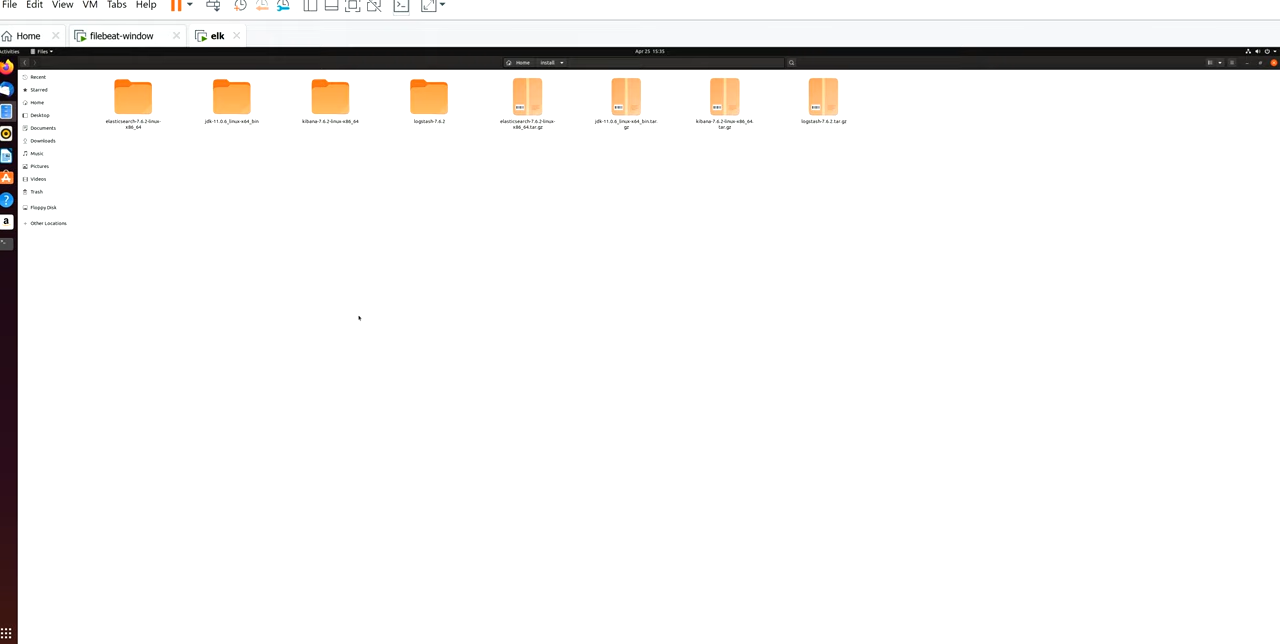 File Edit View VM Tabs Help
Home
filebeat-window
elk
Activities
Files
Apr 25 15:35
Home
install
Recent
Starred
Home
Desktop
Documents
Downloads
Music
Pictures
Videos
Trash
Floppy Disk
Other Locations
elasticsearch-7.6.2-linux-
x86_64
jdk-11.0.6_linux-x64_bin
kibana-7.6.2-linux-x86_64
logstash-7.6.2
elasticsearch-7.6.2-linux-
x86_64.tar.gz
jdk-11.0.6_linux-x64_bin.tar.
gz
kibana-7.6.2-linux-x86_64.
tar.gz
logstash-7.6.2.tar.gz